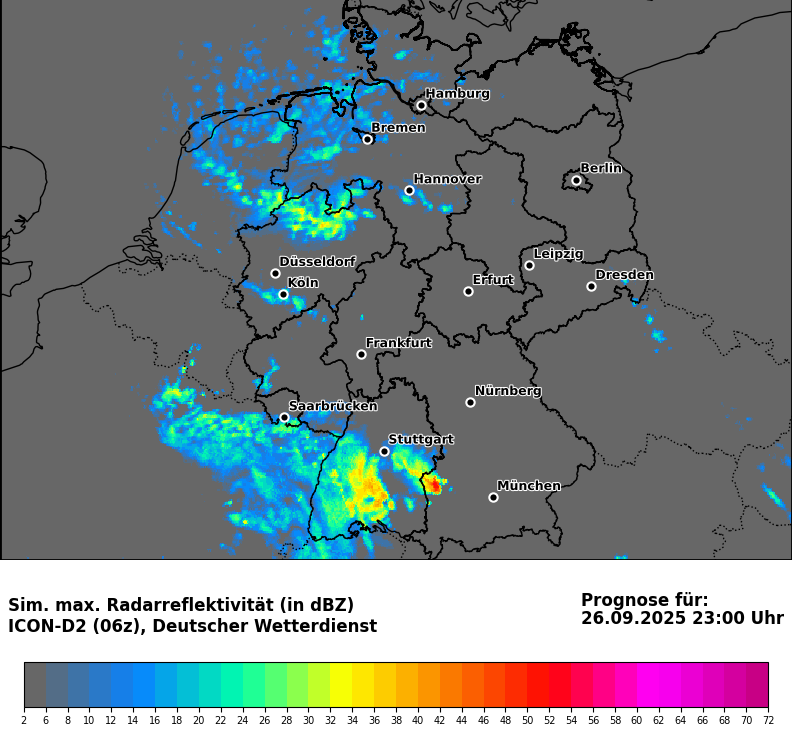 Hamburg
Bremen
Hannover
Berlin
Düsseldorf
Leipzig
Köln
Erfurt
Dresden
Frankfurt
Nürnberg
Saarbrücken
Stuttgart
München
Sim. max. Radarreflektivität (in dBZ)
ICON-D2 (06z), Deutscher Wetterdienst
Prognose für:
26.09.2025 23:00 Uhr
2 6 8 10 12 14 16 18 20 22 24 26 28 30 32 34 36 38 40 42 44 46 48 50 52 54 56 58 60 62 64 66 68 70 72